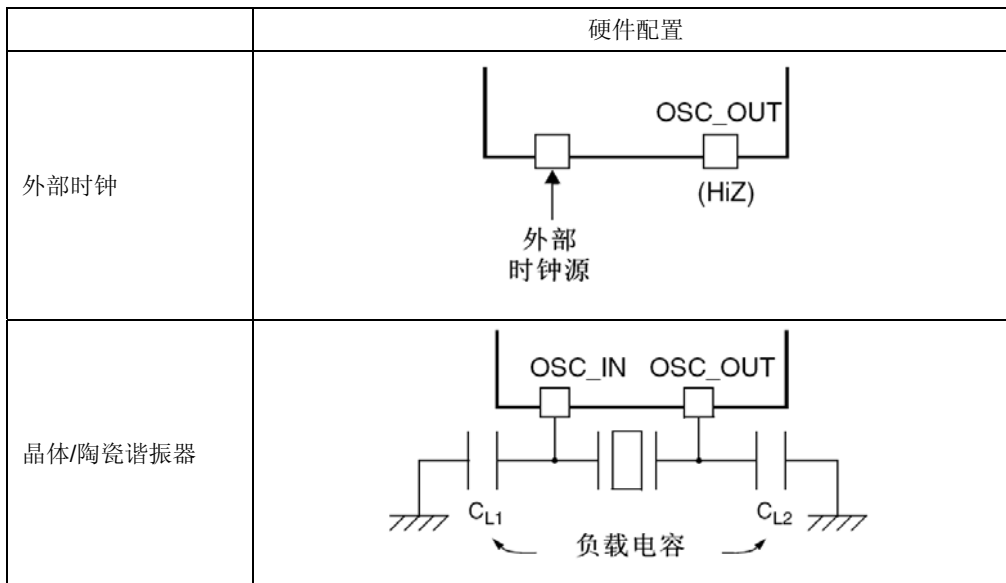 硬件配置
外部时钟
OSC_OUT
(HiZ)
外部
时钟源
晶体/陶瓷谐振器
OSC_IN OSC_OUT
CL1
CL2
负载电容